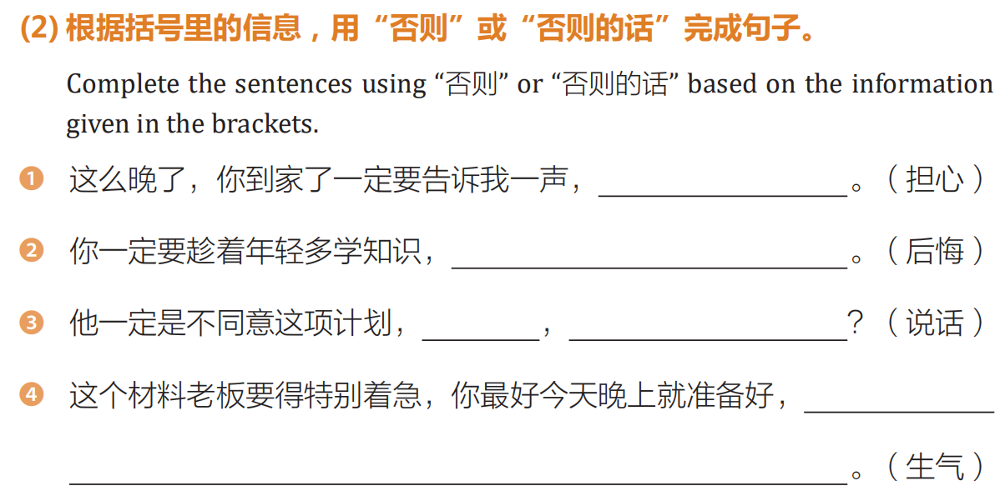 (2) 根据括号里的信息，用“否则”或“否则的话”完成句子。
Complete the sentences using “否则” or “否则的话” based on the information
given in the brackets.
1 这么晚了，你到家了一定要告诉我一声，________________。（担心）
2 你一定要趁着年轻多学知识，________________________。（后悔）
3 他一定是不同意这项计划，________，__________________？（说话）
4 这个材料老板要得特别着急，你最好今天晚上就准备好，____________
________________________________________________。（生气）